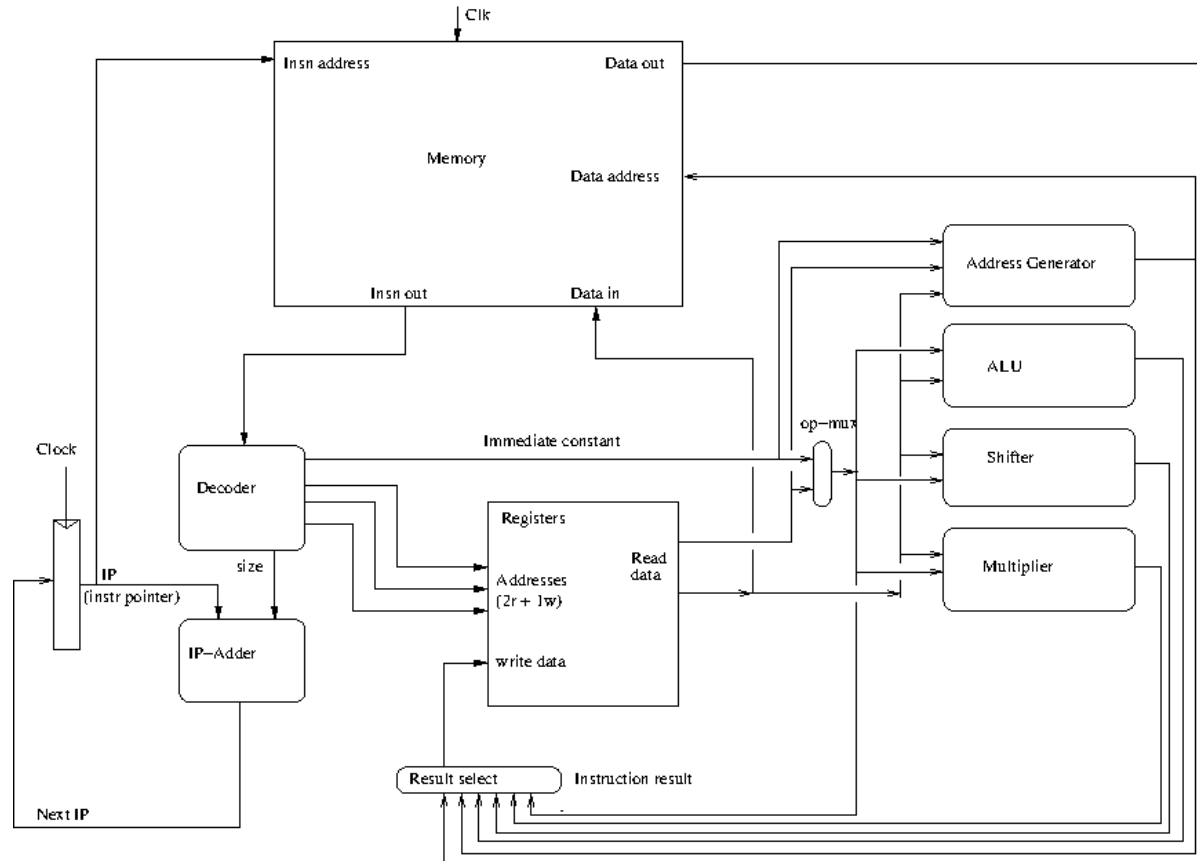 Clk
Insn address
Data out
Memory
Data address
Address Generator
Insn out
Data in
ALU
op-mux
Immediate constant
Clock
Shifter
Decoder
Registers
Read
data
size
IP
(instr pointer)
Addresses
(2r + 1w)
Multiplier
IP-Adder
write data
Result select
Instruction result
Next IP